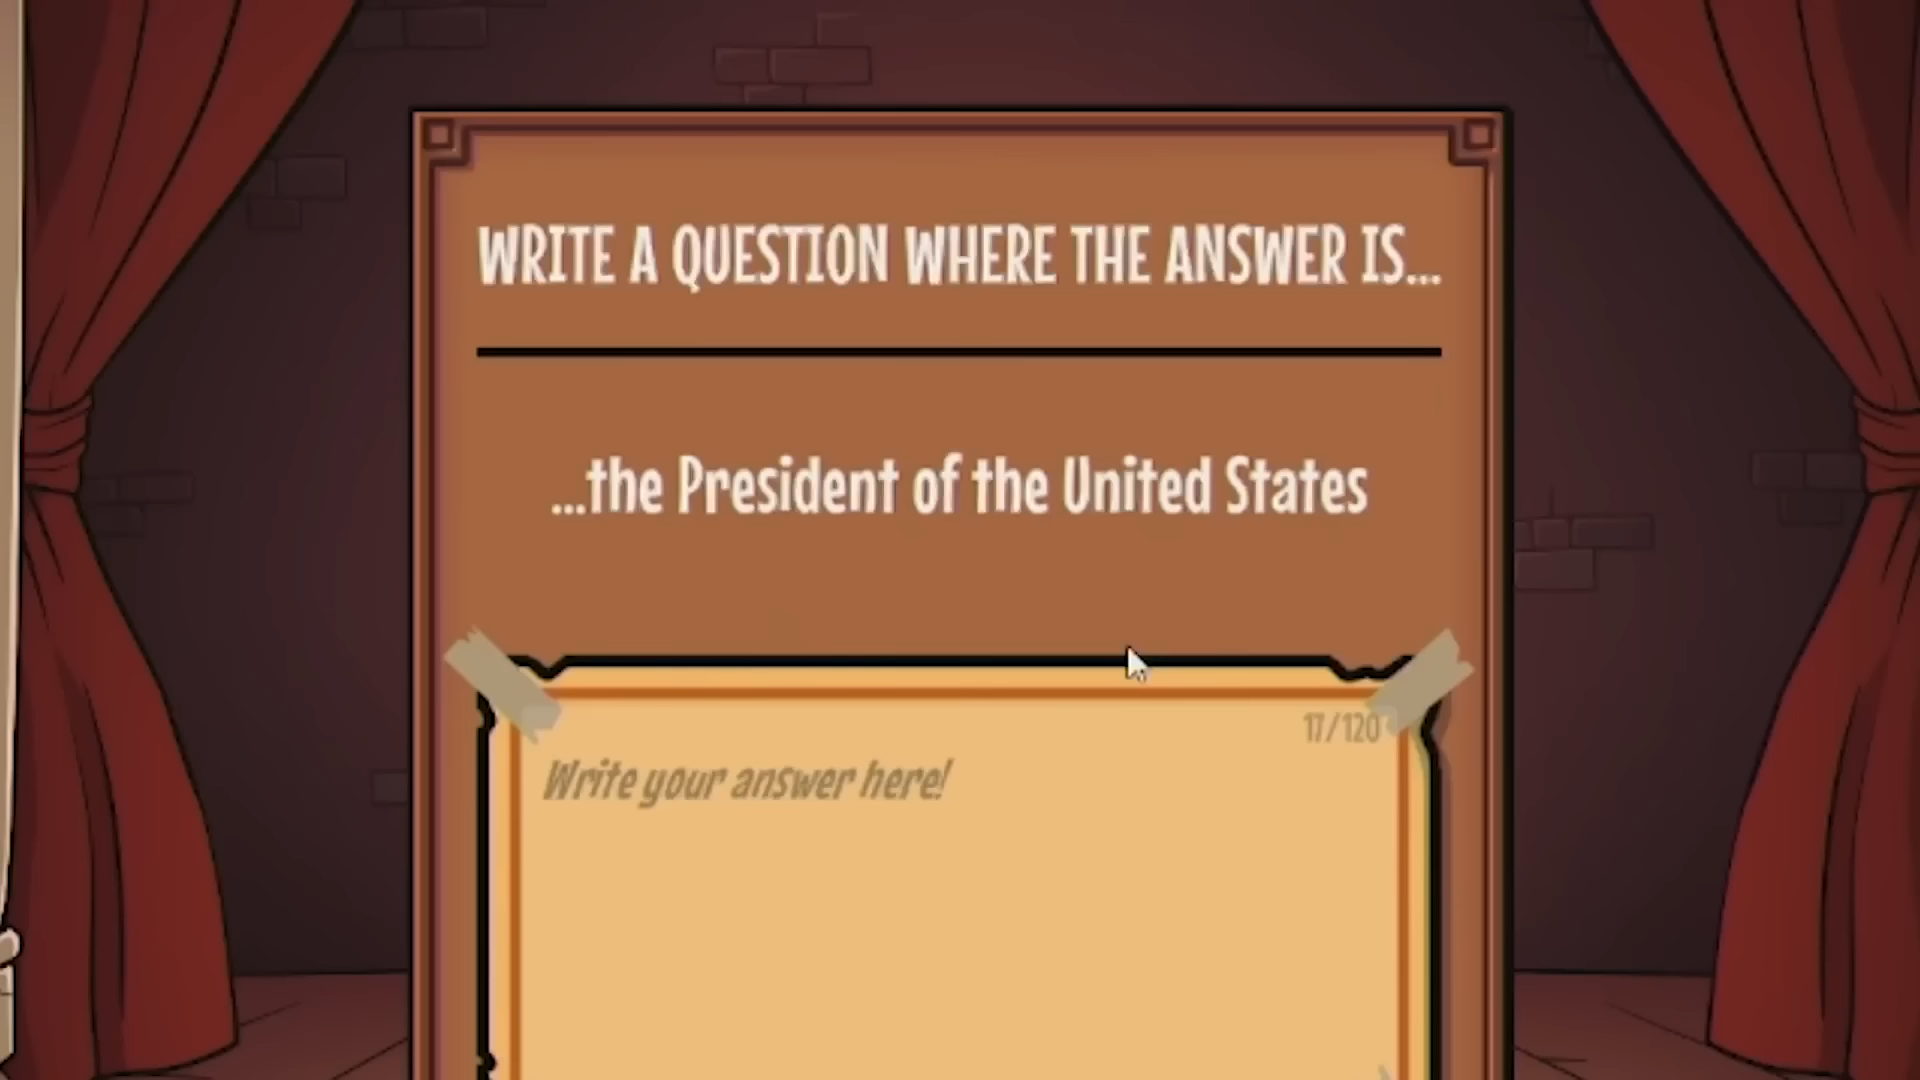 WRITE A QUESTION WHERE THE ANSWER IS...
...the President of the United States
17/120
Write your answer here!